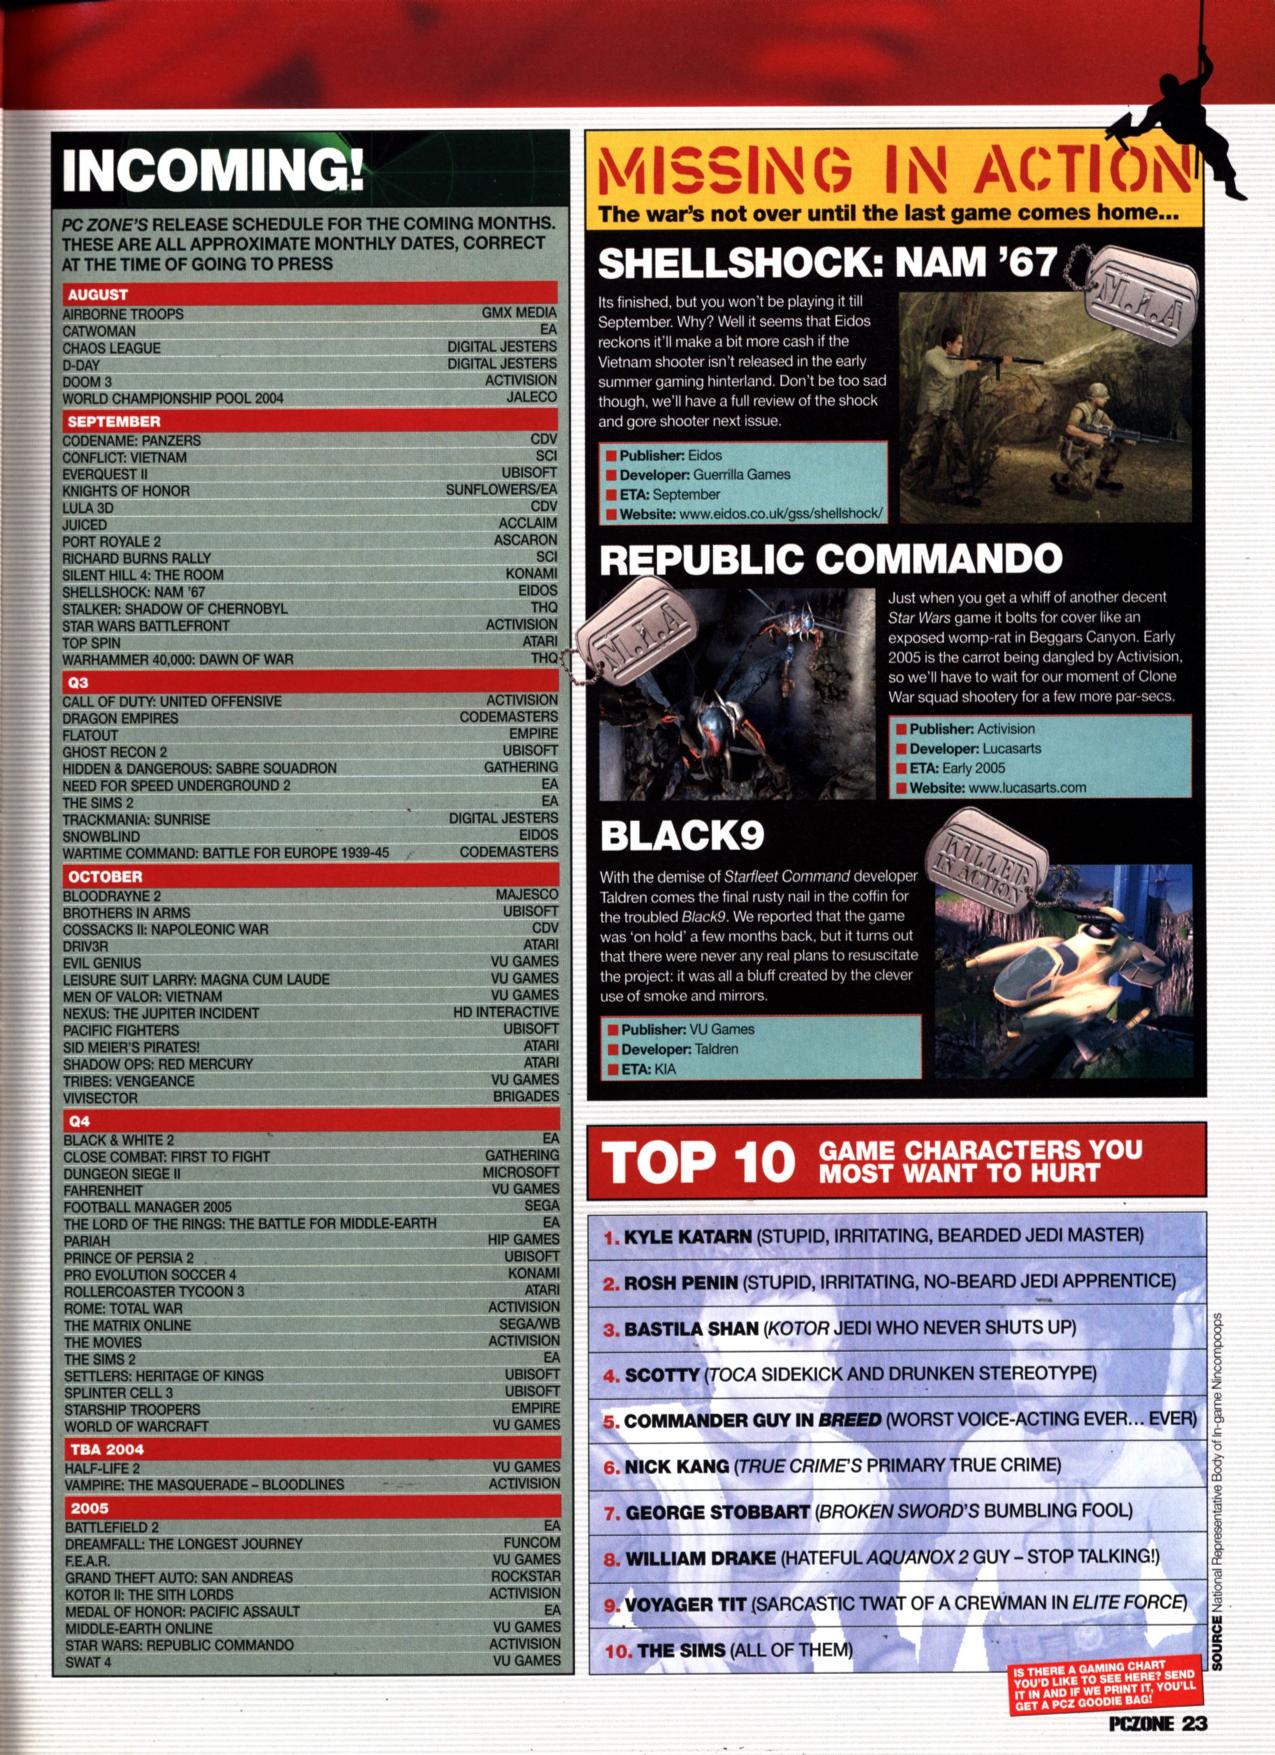 INCOMING!
PC ZONE'S RELEASE SCHEDULE FOR THE COMING MONTHS.
THESE ARE ALL APPROXIMATE MONTHLY DATES, CORRECT
AT THE TIME OF GOING TO PRESS
AUGUST
AIRBORNE TROOPS GMX MEDIA
CATWOMAN EA
CHAOS LEAGUE DIGITAL JESTERS
D-DAY DIGITAL JESTERS
DOOM 3 ACTIVISION
WORLD CHAMPIONSHIP POOL 2004 JALECO
SEPTEMBER
CODENAME: PANZERS CDV
CONFLICT: VIETNAM SCI
EVERQUEST II UBISOFT
KNIGHTS OF HONOR SUNFLOWERS/EA
LULA 3D CDV
JUICED ACCLAIM
PORT ROYALE 2 ASCARON
RICHARD BURNS RALLY SCI
SILENT HILL 4: THE ROOM KONAMI
SHELLSHOCK: NAM '67 EIDOS
STALKER: SHADOW OF CHERNOBYL THQ
STAR WARS BATTLEFRONT ACTIVISION
TOP SPIN ATARI
WARHAMMER 40,000: DAWN OF WAR THQ
Q3
CALL OF DUTY: UNITED OFFENSIVE ACTIVISION
DRAGON EMPIRES CODEMASTERS
FLATOUT EMPIRE
GHOST RECON 2 UBISOFT
HIDDEN & DANGEROUS: SABRE SQUADRON GATHERING
NEED FOR SPEED UNDERGROUND 2 EA
THE SIMS 2 EA
TRACKMANIA: SUNRISE DIGITAL JESTERS
SNOWBLIND EIDOS
WARTIME COMMAND: BATTLE FOR EUROPE 1939-45 CODEMASTERS
OCTOBER
BLOODRAYNE 2 MAJESCO
BROTHERS IN ARMS UBISOFT
COSSACKS II: NAPOLEONIC WAR CDV
DRIV3R ATARI
EVIL GENIUS VU GAMES
LEISURE SUIT LARRY: MAGNA CUM LAUDE VU GAMES
MEN OF VALOR: VIETNAM VU GAMES
NEXUS: THE JUPITER INCIDENT HD INTERACTIVE
PACIFIC FIGHTERS UBISOFT
SID MEIER'S PIRATES! ATARI
SHADOW OPS: RED MERCURY ATARI
TRIBES: VENGEANCE VU GAMES
VIVISECTOR BRIGADES
Q4
BLACK & WHITE 2 EA
CLOSE COMBAT: FIRST TO FIGHT GATHERING
DUNGEON SIEGE II MICROSOFT
FAHRENHEIT VU GAMES
FOOTBALL MANAGER 2005 SEGA
THE LORD OF THE RINGS: THE BATTLE FOR MIDDLE-EARTH EA
PARIAH HIP GAMES
PRINCE OF PERSIA 2 UBISOFT
PRO EVOLUTION SOCCER 4 KONAMI
ROLLERCOASTER TYCOON 3 ATARI
ROME: TOTAL WAR ACTIVISION
THE MATRIX ONLINE SEGA/WB
THE MOVIES ACTIVISION
THE SIMS 2 EA
SETTLERS: HERITAGE OF KINGS UBISOFT
SPLINTER CELL 3 UBISOFT
STARSHIP TROOPERS EMPIRE
WORLD OF WARCRAFT VU GAMES
TBA 2004
HALF-LIFE 2 VU GAMES
VAMPIRE: THE MASQUERADE – BLOODLINES ACTIVISION
2005
BATTLEFIELD 2 EA
DREAMFALL: THE LONGEST JOURNEY FUNCOM
F.E.A.R. VU GAMES
GRAND THEFT AUTO: SAN ANDREAS ROCKSTAR
KOTOR II: THE SITH LORDS ACTIVISION
MEDAL OF HONOR: PACIFIC ASSAULT EA
MIDDLE-EARTH ONLINE VU GAMES
STAR WARS: REPUBLIC COMMANDO ACTIVISION
SWAT 4 VU GAMES
MISSING IN ACTION
The war's not over until the last game comes home...
SHELLSHOCK: NAM '67
M.I.A
Its finished, but you won't be playing it till
September. Why? Well it seems that Eidos
reckons it'll make a bit more cash if the
Vietnam shooter isn't released in the early
summer gaming hinterland. Don't be too sad
though, we'll have a full review of the shock
and gore shooter next issue.
Publisher: Eidos
Developer: Guerrilla Games
ETA: September
Website: www.eidos.co.uk/gss/shellshock/
REPUBLIC COMMANDO
M.I.A
Just when you get a whiff of another decent
Star Wars game it bolts for cover like an
exposed womp-rat in Beggars Canyon. Early
2005 is the carrot being dangled by Activision,
so we'll have to wait for our moment of Clone
War squad shootery for a few more par-secs.
Publisher: Activision
Developer: Lucasarts
ETA: Early 2005
Website: www.lucasarts.com
BLACK9
KILLED
IN ACTION
With the demise of Starfleet Command developer
Taldren comes the final rusty nail in the coffin for
the troubled Black9. We reported that the game
was 'on hold' a few months back, but it turns out
that there were never any real plans to resuscitate
the project: it was all a bluff created by the clever
use of smoke and mirrors.
Publisher: VU Games
Developer: Taldren
ETA: KIA
TOP 10 GAME CHARACTERS YOU
MOST WANT TO HURT
1. KYLE KATARN (STUPID, IRRITATING, BEARDED JEDI MASTER)
2. ROSH PENIN (STUPID, IRRITATING, NO-BEARD JEDI APPRENTICE)
3. BASTILA SHAN (KOTOR JEDI WHO NEVER SHUTS UP)
4. SCOTTY (TOCA SIDEKICK AND DRUNKEN STEREOTYPE)
5. COMMANDER GUY IN BREED (WORST VOICE-ACTING EVER... EVER)
6. NICK KANG (TRUE CRIME'S PRIMARY TRUE CRIME)
7. GEORGE STOBBART (BROKEN SWORD'S BUMBLING FOOL)
8. WILLIAM DRAKE (HATEFUL AQUANOX 2 GUY – STOP TALKING!)
9. VOYAGER TIT (SARCASTIC TWAT OF A CREWMAN IN ELITE FORCE)
10. THE SIMS (ALL OF THEM)
SOURCE National Representative Body of In-game Nincompoops
IS THERE A GAMING CHART
YOU'D LIKE TO SEE HERE? SEND
IT IN AND IF WE PRINT IT, YOU'LL
GET A PCZ GOODIE BAG!
PCZONE 23